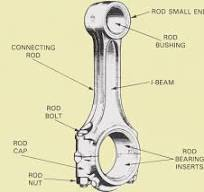 ROD SMALL END
ROD
BUSHING
CONNECTING
ROD
I-BEAM
ROD
BOLT
ROD
CAP
ROD
NUT
ROD
BEARING
INSERTS